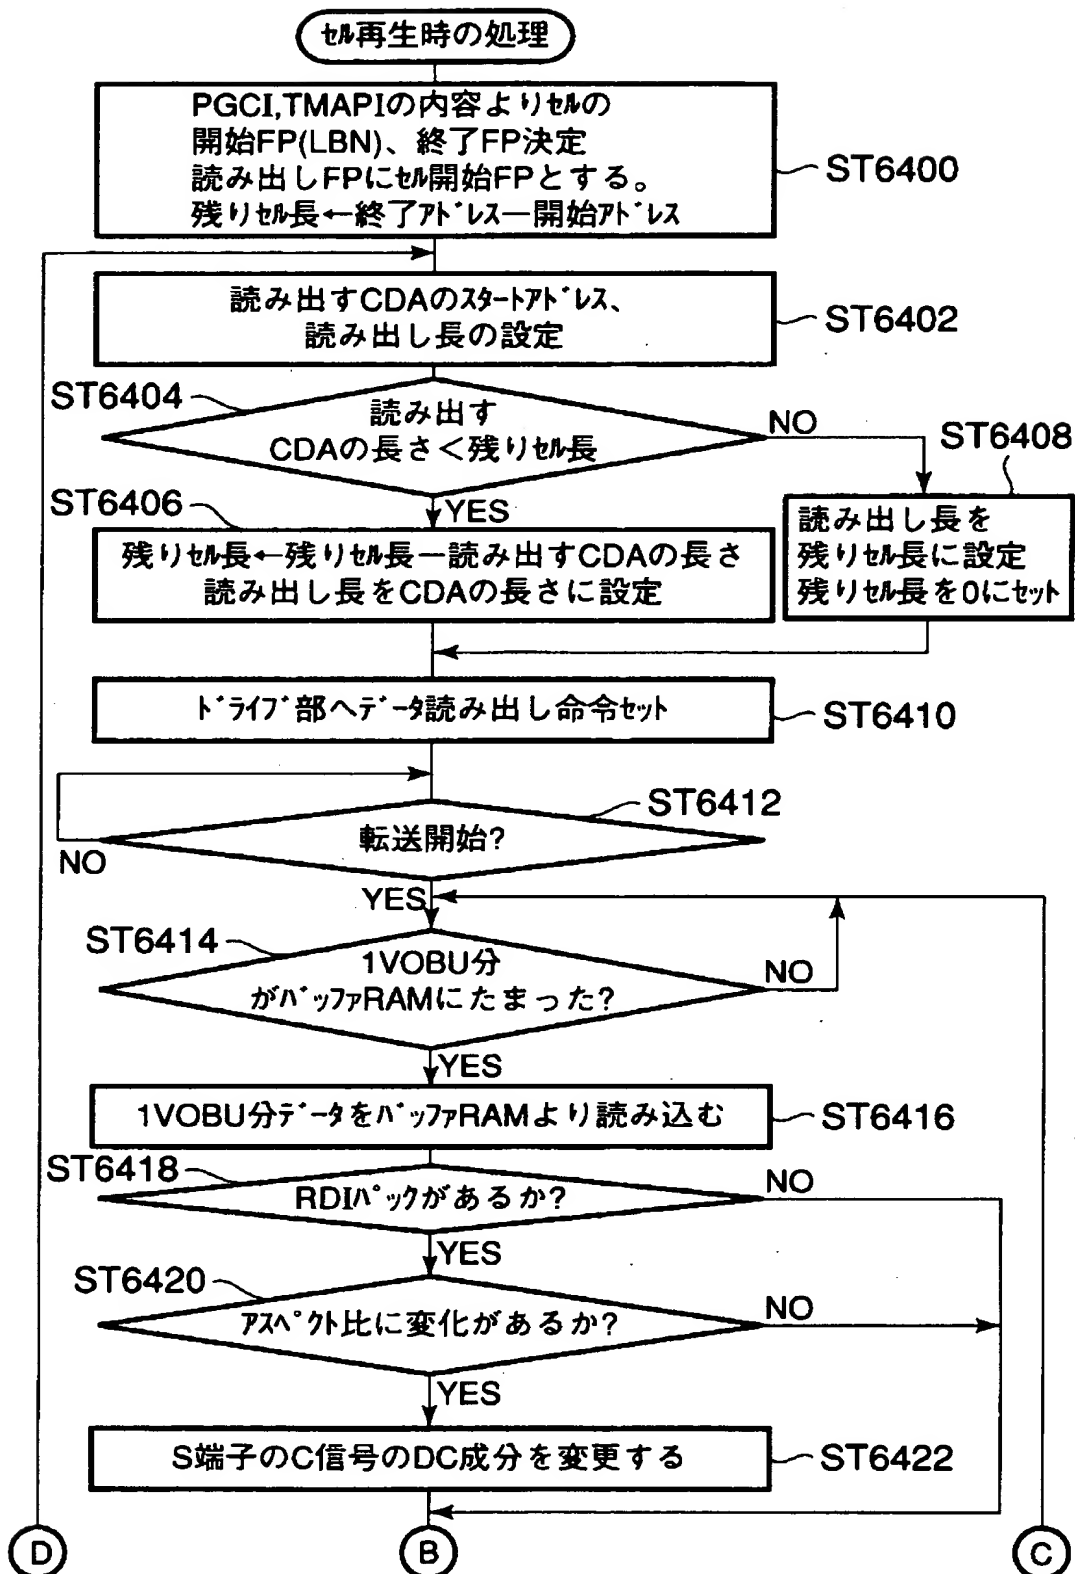 ｾﾙ再生時の処理
PGCI,TMAPIの内容よりｾﾙの
開始FP(LBN)、終了FP決定
読み出しFPにｾﾙ開始FPとする。
残りｾﾙ長←終了ｱﾄﾞﾚｽ－開始ｱﾄﾞﾚｽ
ST6400
読み出すCDAのｽﾀｰﾄｱﾄﾞﾚｽ、
読み出し長の設定
ST6402
ST6404
読み出す
CDAの長さ＜残りｾﾙ長
NO
ST6408
ST6406
YES
残りｾﾙ長←残りｾﾙ長－読み出すCDAの長さ
読み出し長をCDAの長さに設定
読み出し長を
残りｾﾙ長に設定
残りｾﾙ長を0にｾｯﾄ
ﾄﾞﾗｲﾌﾞ部へﾃﾞｰﾀ読み出し命令ｾｯﾄ
ST6410
ST6412
転送開始?
NO
YES
ST6414
1VOBU分
がﾊﾞｯﾌｧRAMにたまった?
NO
YES
1VOBU分ﾃﾞｰﾀをﾊﾞｯﾌｧRAMより読み込む
ST6416
ST6418
RDIﾊﾟｯｸがあるか?
NO
YES
ST6420
ｱｽﾍﾟｸﾄ比に変化があるか?
NO
YES
S端子のC信号のDC成分を変更する
ST6422
D
B
C